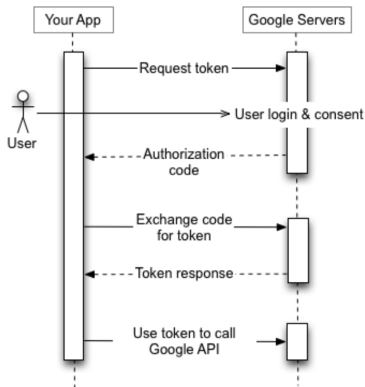 Your App
Google Servers
Request token
User login & consent
User
Authorization
code
Exchange code
for token
Token response
Use token to call
Google API